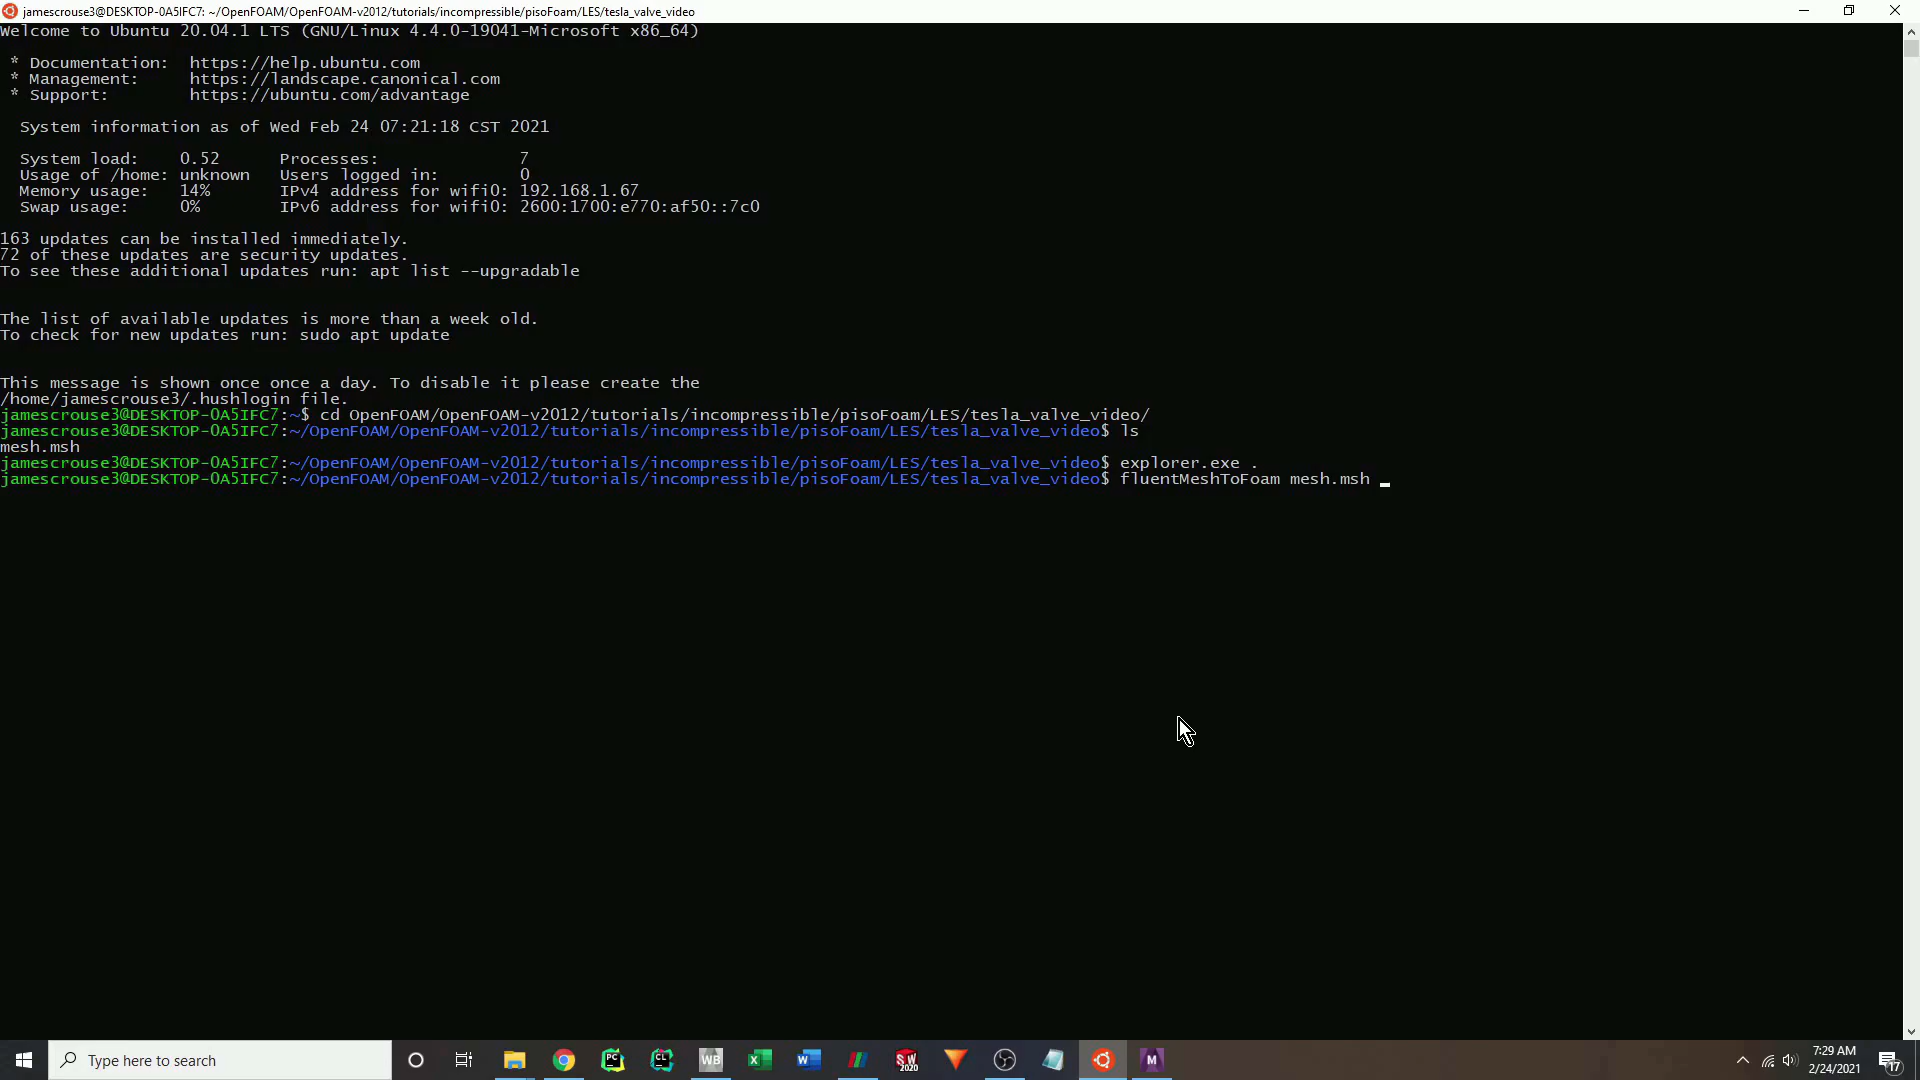 jamescrouse3@DESKTOP-0A5IFC7: ~/OpenFOAM/OpenFOAM-v2012/tutorials/incompressible/pisoFoam/LES/tesla_valve_video
Welcome to Ubuntu 20.04.1 LTS (GNU/Linux 4.4.0-19041-Microsoft x86_64)
* Documentation:  https://help.ubuntu.com
* Management:     https://landscape.canonical.com
* Support:        https://ubuntu.com/advantage
System information as of Wed Feb 24 07:21:18 CST 2021
System load:    0.52      Processes:              7
Usage of /home: unknown   Users logged in:        0
Memory usage:   14%       IPv4 address for wifi0: 192.168.1.67
Swap usage:     0%        IPv6 address for wifi0: 2600:1700:e770:af50::7c0
163 updates can be installed immediately.
72 of these updates are security updates.
To see these additional updates run: apt list --upgradable
The list of available updates is more than a week old.
To check for new updates run: sudo apt update
This message is shown once once a day. To disable it please create the
/home/jamescrouse3/.hushlogin file.
jamescrouse3@DESKTOP-0A5IFC7:~$ cd OpenFOAM/OpenFOAM-v2012/tutorials/incompressible/pisoFoam/LES/tesla_valve_video/
jamescrouse3@DESKTOP-0A5IFC7:~/OpenFOAM/OpenFOAM-v2012/tutorials/incompressible/pisoFoam/LES/tesla_valve_video$ ls
mesh.msh
jamescrouse3@DESKTOP-0A5IFC7:~/OpenFOAM/OpenFOAM-v2012/tutorials/incompressible/pisoFoam/LES/tesla_valve_video$ explorer.exe .
jamescrouse3@DESKTOP-0A5IFC7:~/OpenFOAM/OpenFOAM-v2012/tutorials/incompressible/pisoFoam/LES/tesla_valve_video$ fluentMeshToFoam mesh.msh _
Type here to search
PC
CL
WB
SW
2020
M
7:29 AM
2/24/2021
17